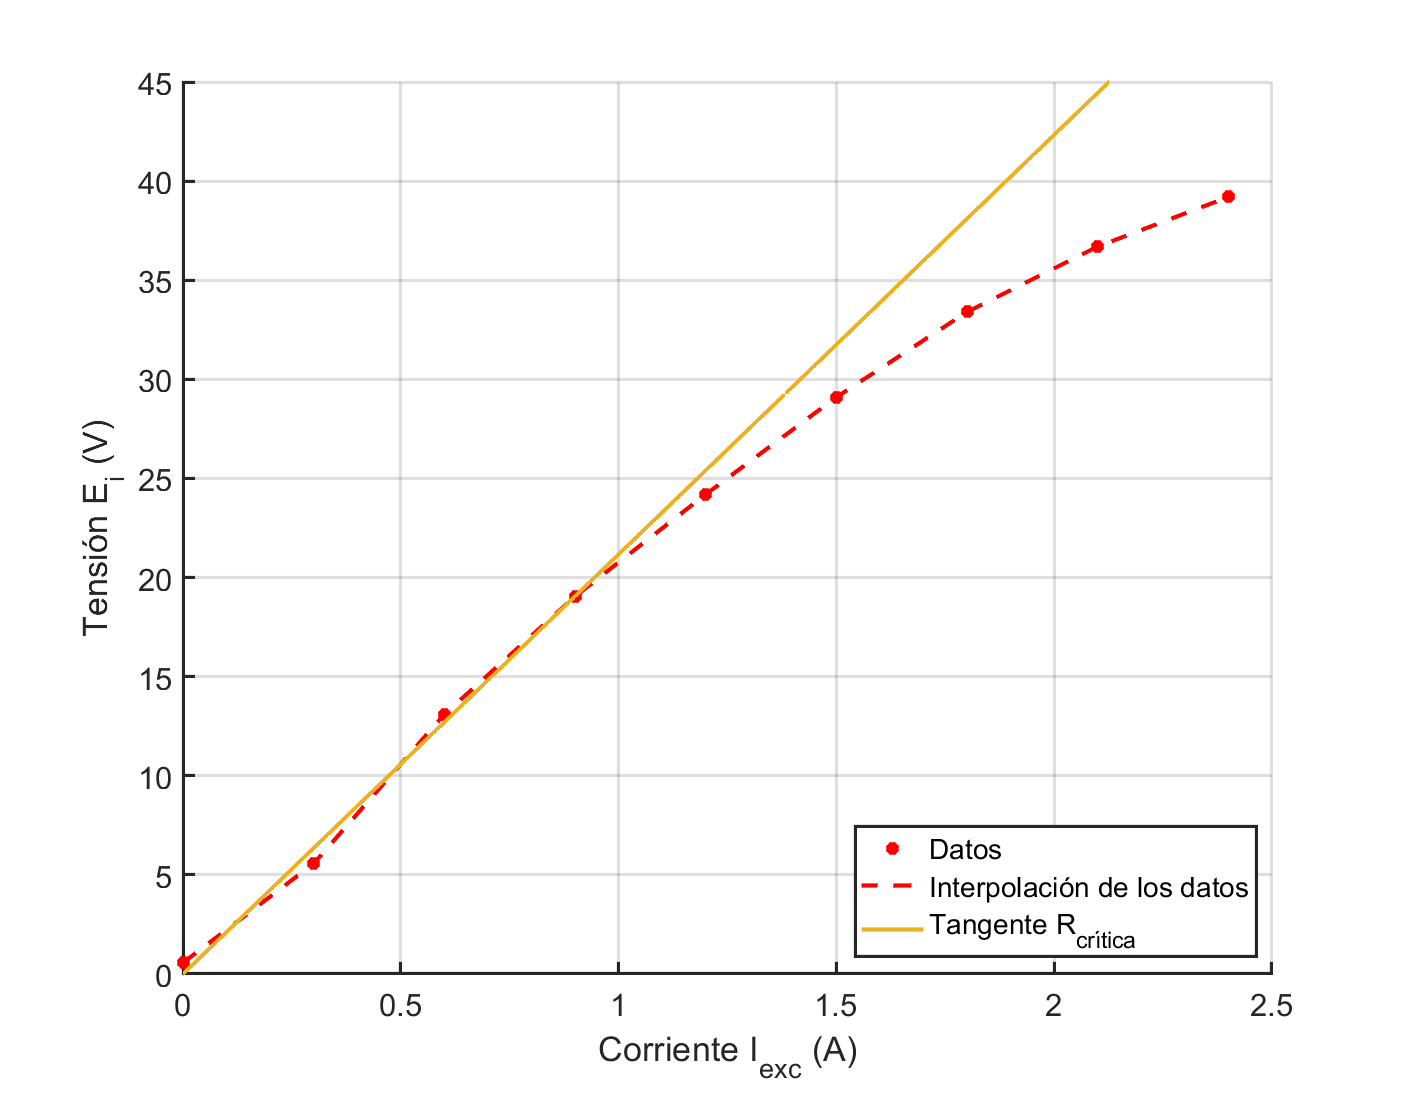 45
40
35
30
25
20
15
10
5
0
Tensión E_i (V)
0 0.5 1 1.5 2 2.5
Corriente I_exc (A)
Datos
Interpolación de los datos
Tangente R_crítica